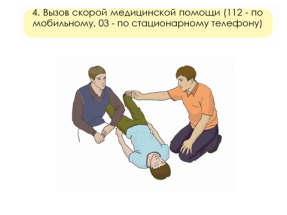 4. Вызов скорой медицинской помощи (112 - по
мобильному, 03 - по стационарному телефону)